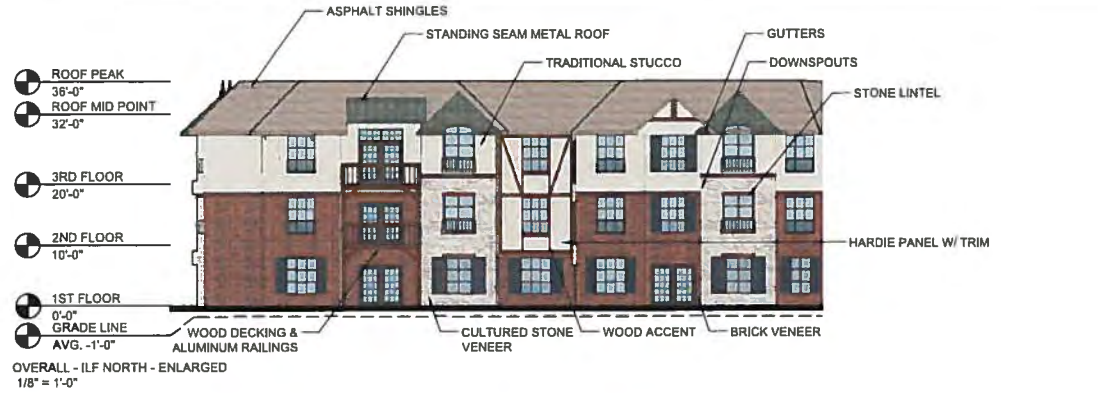 ASPHALT SHINGLES
STANDING SEAM METAL ROOF
GUTTERS
TRADITIONAL STUCCO
DOWNSPOUTS
STONE LINTEL
ROOF PEAK
36'-0"
ROOF MID POINT
32'-0"
3RD FLOOR
20'-0"
2ND FLOOR
10'-0"
HARDIE PANEL W/ TRIM
1ST FLOOR
0'-0"
GRADE LINE
AVG. -1'-0"
WOOD DECKING &
ALUMINUM RAILINGS
CULTURED STONE
VENEER
WOOD ACCENT
BRICK VENEER
OVERALL - ILF NORTH - ENLARGED
1/8" = 1'-0"